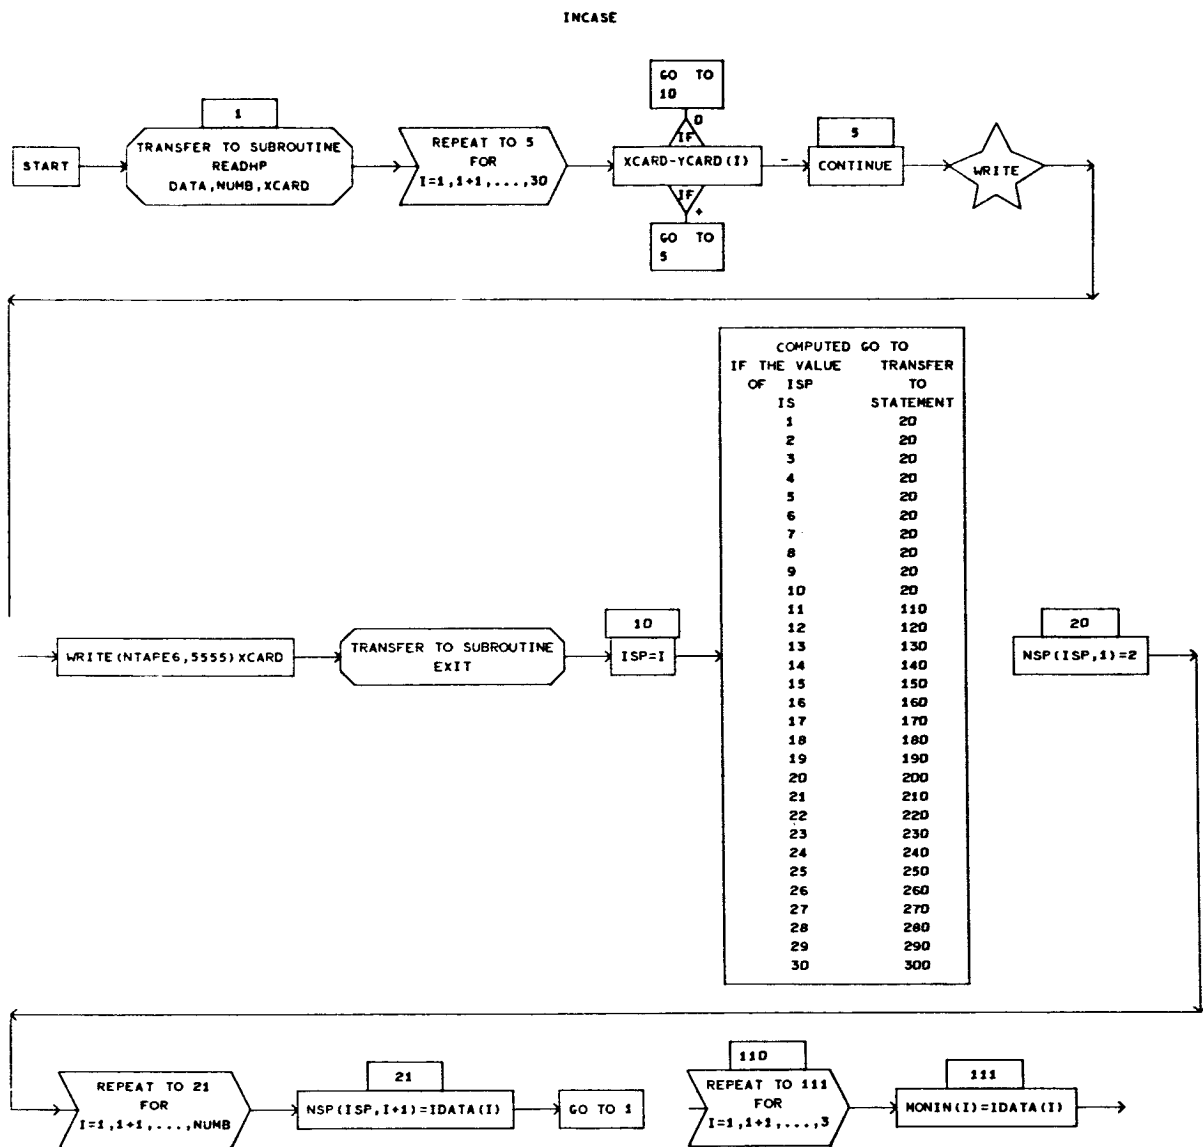 INCASE
START
1
TRANSFER TO SUBROUTINE
READHP
DATA,NUMB,XCARD
REPEAT TO 5
FOR
I=1,1+1,...,30
GO TO
10
0
IF
XCARD-YCARD(I)
-
IF
+
GO TO
5
5
CONTINUE
WRITE
WRITE(NTAPE6,5555)XCARD
TRANSFER TO SUBROUTINE
EXIT
10
ISP=I
COMPUTED GO TO
IF THE VALUE TRANSFER
OF ISP TO
IS STATEMENT
1 20
2 20
3 20
4 20
5 20
6 20
7 20
8 20
9 20
10 20
11 110
12 120
13 130
14 140
15 150
16 160
17 170
18 180
19 190
20 200
21 210
22 220
23 230
24 240
25 250
26 260
27 270
28 280
29 290
30 300
20
NSP(ISP,1)=2
REPEAT TO 21
FOR
I=1,1+1,...,NUMB
21
NSP(ISP,I+1)=IDATA(I)
GO TO 1
110
REPEAT TO 111
FOR
I=1,1+1,...,3
111
MONIN(I)=IDATA(I)